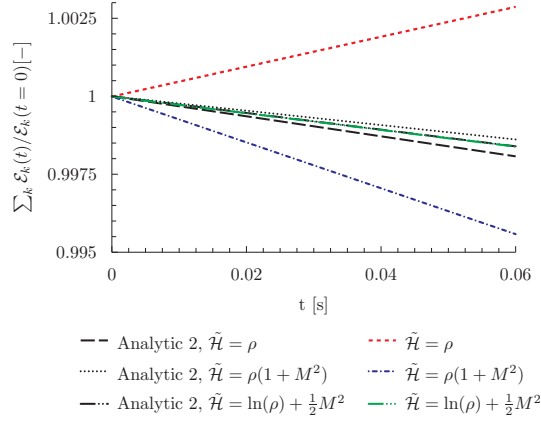 1.0025
1
0.9975
0.995
∑ₖ ℰₖ(t)/ℰₖ(t = 0)[−]
0 0.02 0.04 0.06
t [s]
Analytic 2, H̃ = ρ
H̃ = ρ
Analytic 2, H̃ = ρ(1 + M²)
H̃ = ρ(1 + M²)
Analytic 2, H̃ = ln(ρ) + ½M²
H̃ = ln(ρ) + ½M²